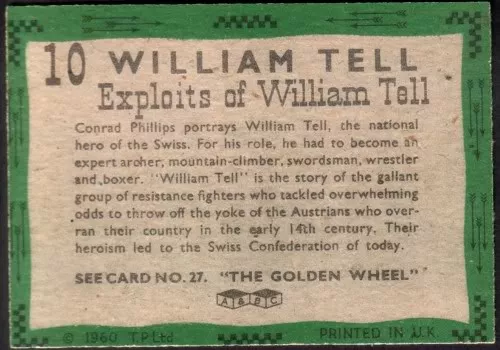 10 WILLIAM TELL
Exploits of William Tell
Conrad Phillips portrays William Tell, the national
hero of the Swiss. For his role, he had to become an
expert archer, mountain-climber, swordsman, wrestler
and boxer. "William Tell" is the story of the gallant
group of resistance fighters who tackled overwhelming
odds to throw off the yoke of the Austrians who over-
ran their country in the early 14th century. Their
heroism led to the Swiss Confederation of today.
SEE CARD NO. 27. "THE GOLDEN WHEEL"
A & B C
© 1960 T.P.Ltd PRINTED IN U.K.